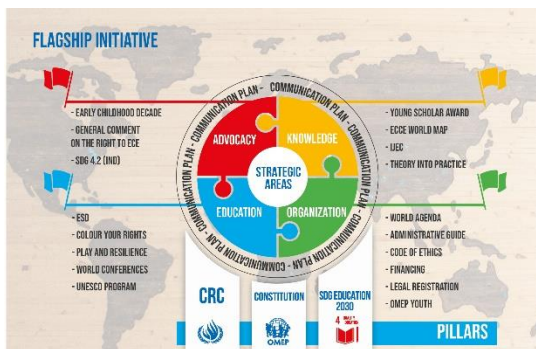 FLAGSHIP INITIATIVE
- EARLY CHILDHOOD DECADE
- GENERAL COMMENT
ON THE RIGHT TO ECE
- SDG 4.2 (IND)
- YOUNG SCHOLAR AWARD
- ECCE WORLD MAP
- IJEC
- THEORY INTO PRACTICE
COMMUNICATION PLAN - COMMUNICATION PLAN - COMMUNICATION PLAN - COMMUNICATION PLAN - COMMUNICATION PLAN -
ADVOCACY
KNOWLEDGE
STRATEGIC
AREAS
EDUCATION
ORGANIZATION
- ESD
- COLOUR YOUR RIGHTS
- PLAY AND RESILIENCE
- WORLD CONFERENCES
- UNESCO PROGRAM
- WORLD AGENDA
- ADMINISTRATIVE GUIDE
- CODE OF ETHICS
- FINANCING
- LEGAL REGISTRATION
- OMEP YOUTH
CRC
CONSTITUTION
OMEP
SDG EDUCATION
2030
4
PILLARS